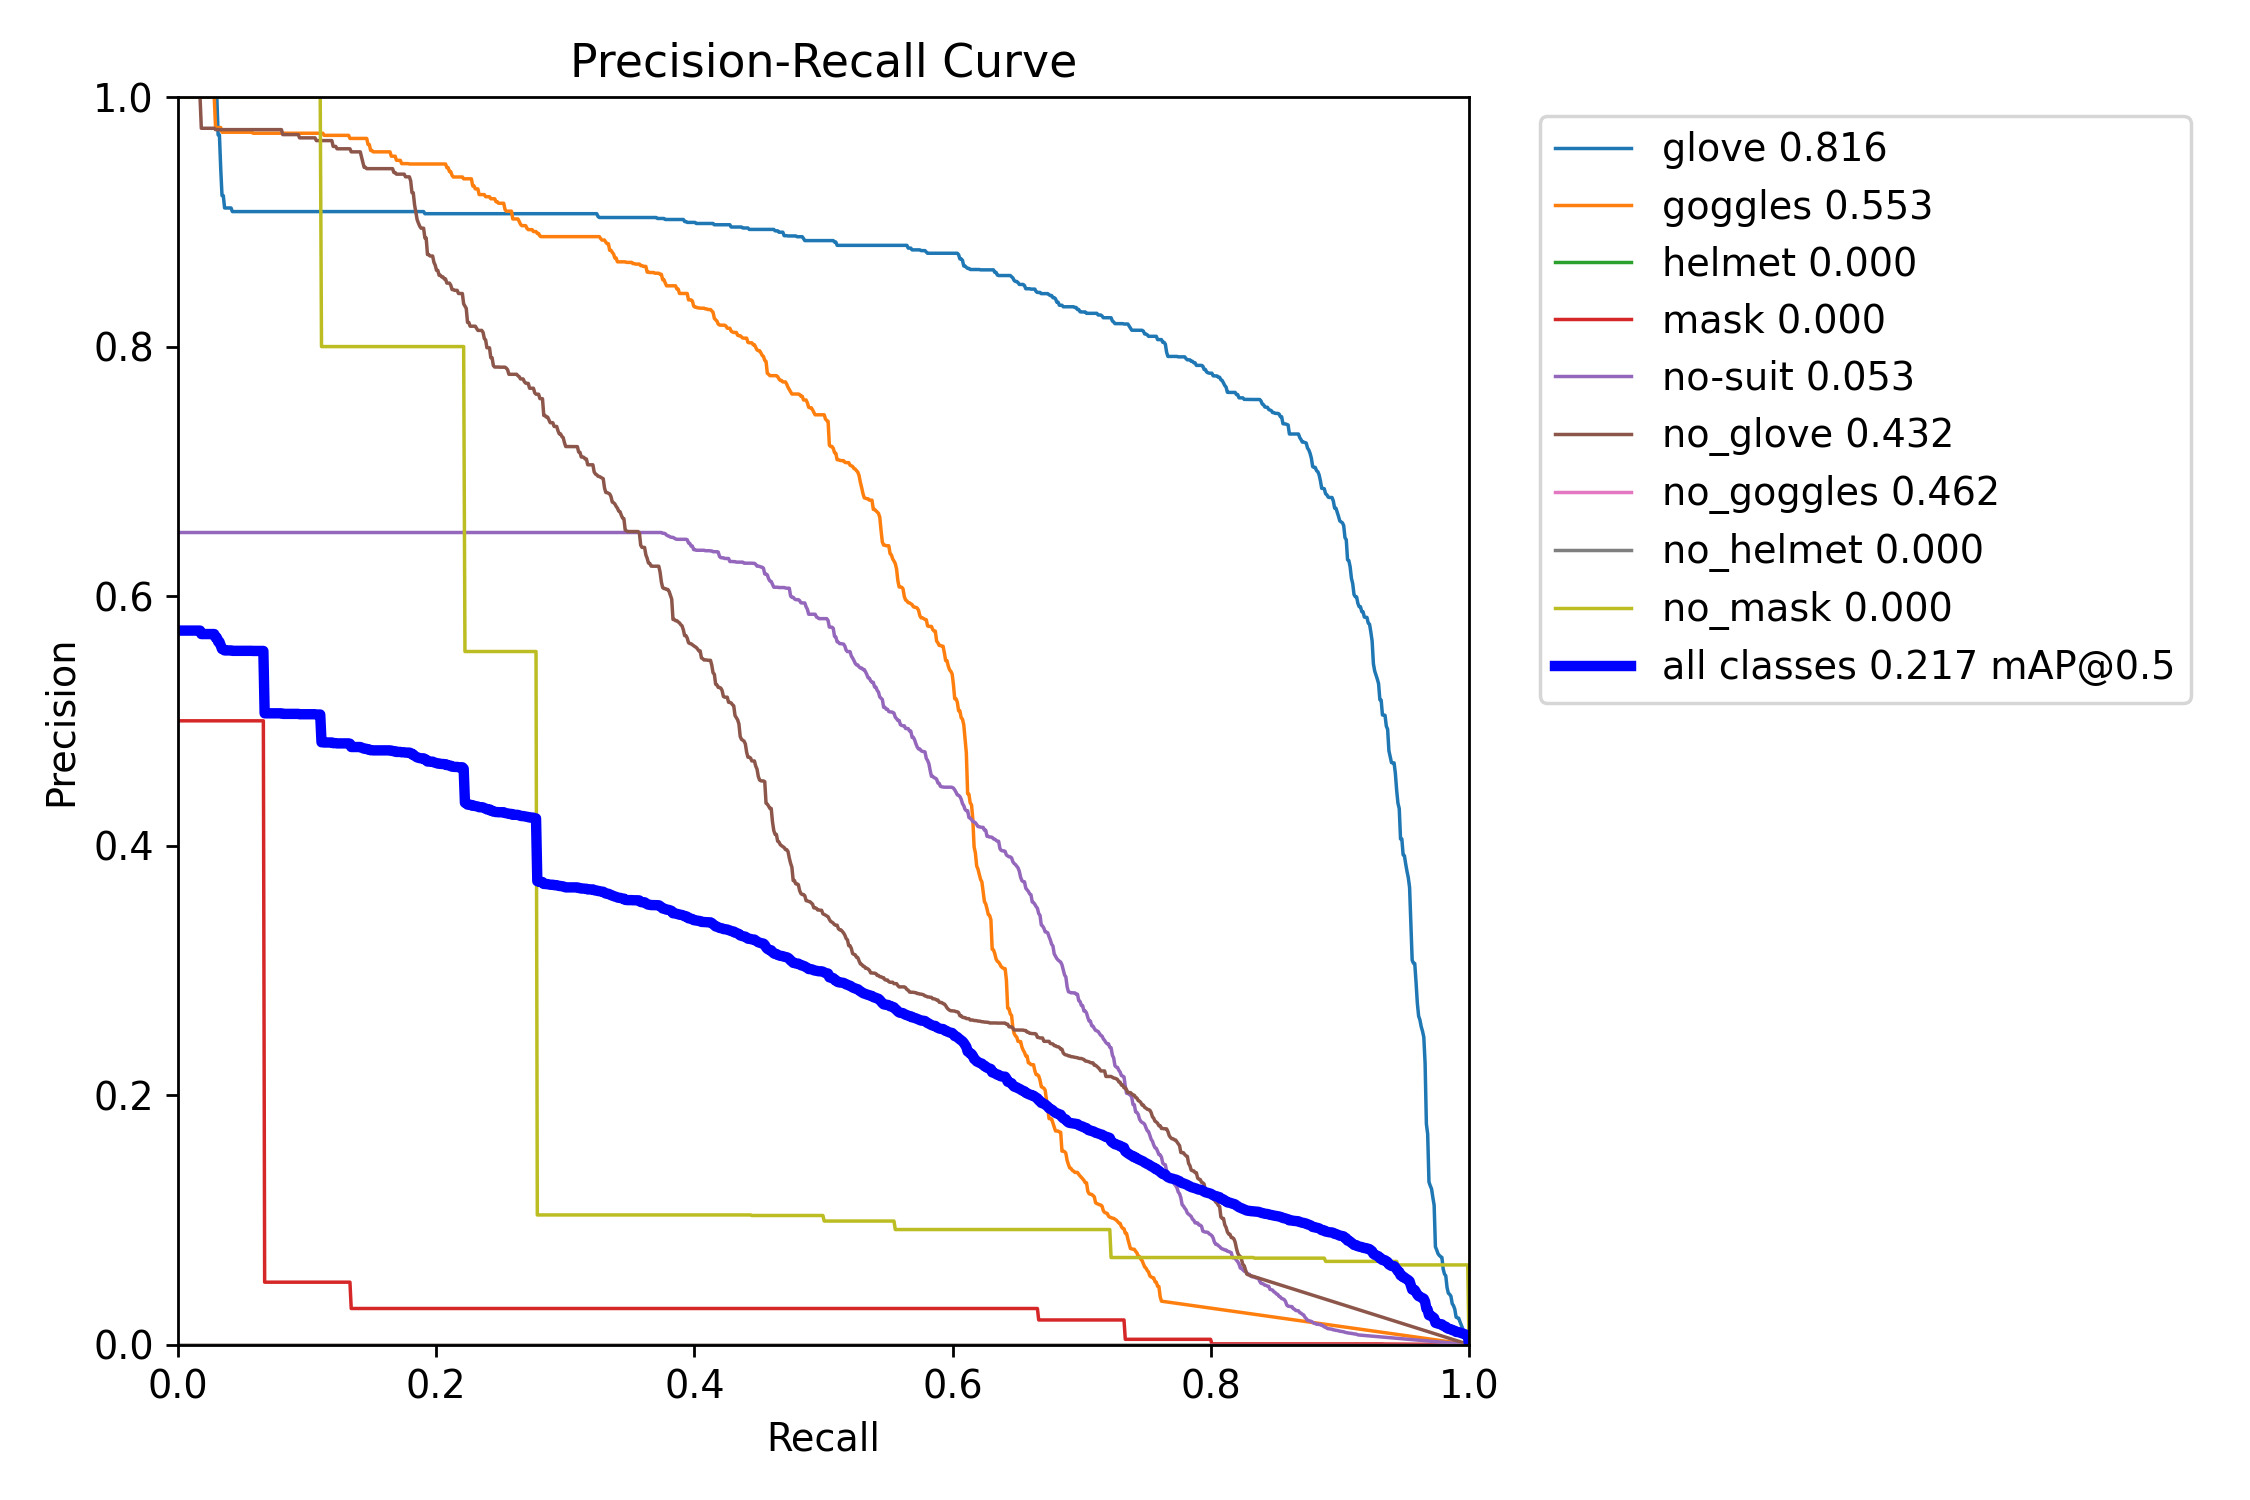 Precision-Recall Curve
1.0
0.8
0.6
0.4
0.2
0.0
Precision
0.0 0.2 0.4 0.6 0.8 1.0
Recall
glove 0.816
goggles 0.553
helmet 0.000
mask 0.000
no-suit 0.053
no_glove 0.432
no_goggles 0.462
no_helmet 0.000
no_mask 0.000
all classes 0.217 mAP@0.5